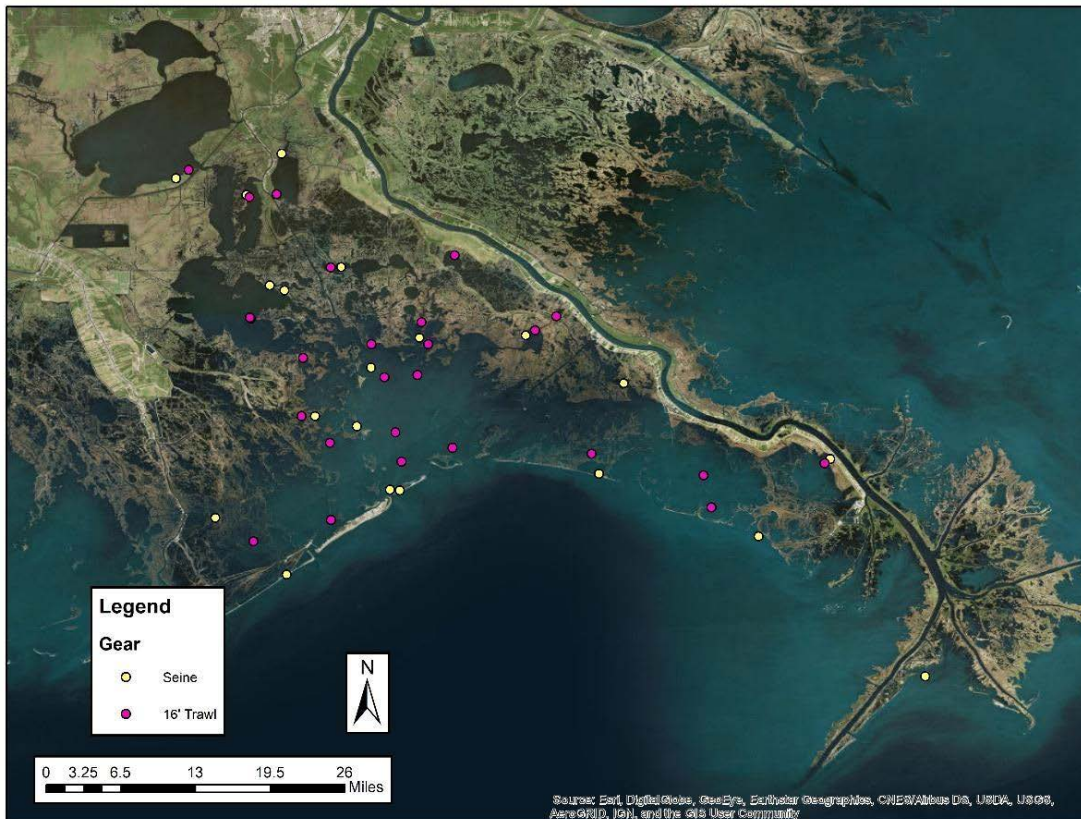 Legend
Gear
Seine
16' Trawl
N
0 3.25 6.5 13 19.5 26
Miles
Source: Esri, DigitalGlobe, GeoEye, Earthstar Geographics, CNES/Airbus DS, USDA, USGS,
AeroGRID, IGN, and the GIS User Community